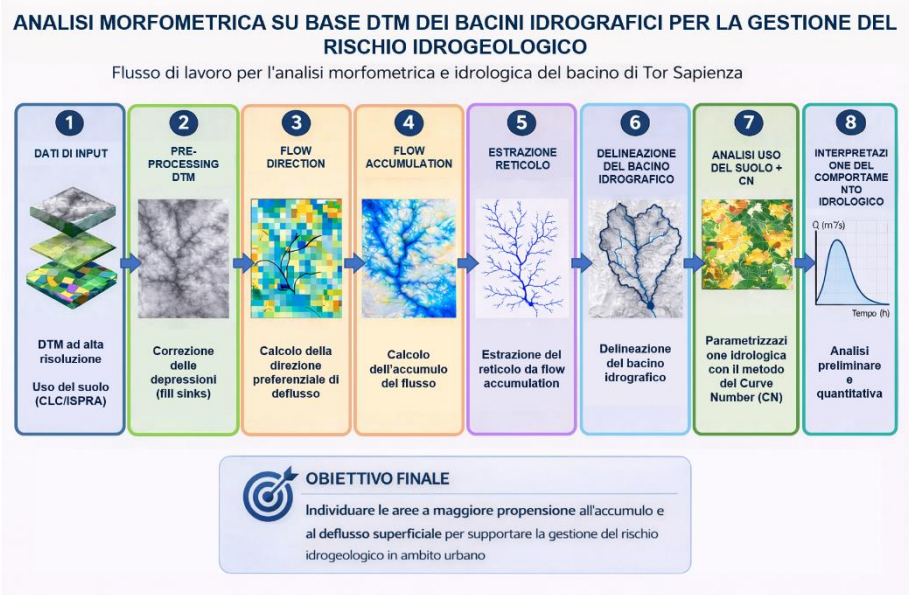 ANALISI MORFOMETRICA SU BASE DTM DEI BACINI IDROGRAFICI PER LA GESTIONE DEL
RISCHIO IDROGEOLOGICO
Flusso di lavoro per l'analisi morfometrica e idrologica del bacino di Tor Sapienza
1
DATI DI INPUT
DTM ad alta
risoluzione
Uso del suolo
(CLC/ISPRA)
2
PRE-
PROCESSING
DTM
Correzione
delle
depressioni
(fill sinks)
3
FLOW
DIRECTION
Calcolo della
direzione
preferenziale di
deflusso
4
FLOW
ACCUMULATION
Calcolo
dell'accumulo
del flusso
5
ESTRAZIONE
RETICOLO
Estrazione del
reticolo da flow
accumulation
6
DELINEAZIONE
DEL BACINO
IDROGRAFICO
Delineazione
del bacino
idrografico
7
ANALISI USO
DEL SUOLO +
CN
Parametrizzazi
one idrologica
con il metodo
del Curve
Number (CN)
8
INTERPRETAZI
ONE DEL
COMPORTAME
NTO
IDROLOGICO
Q (m³/s)
Tempo (h)
Analisi
preliminare
e
quantitativa
OBIETTIVO FINALE
Individuare le aree a maggiore propensione all'accumulo e
al deflusso superficiale per supportare la gestione del rischio
idrogeologico in ambito urbano